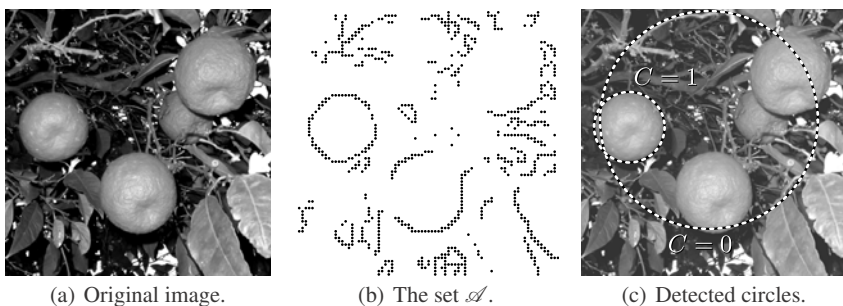 C = 1
C = 0
(a) Original image.
(b) The set 𝒜.
(c) Detected circles.